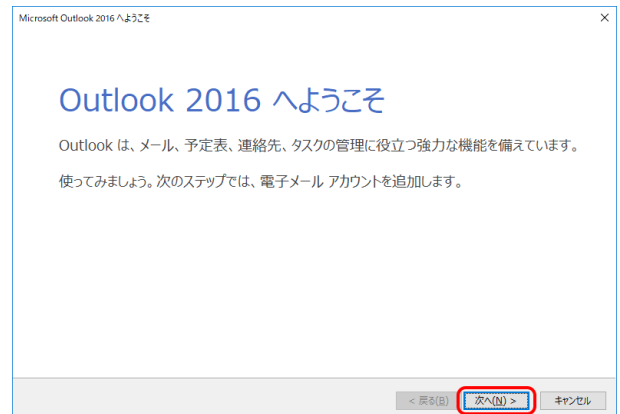 Microsoft Outlook 2016 へようこそ
Outlook 2016 へようこそ
Outlook は、メール、予定表、連絡先、タスクの管理に役立つ強力な機能を備えています。
使ってみましょう。次のステップでは、電子メール アカウントを追加します。
< 戻る(B) 次へ(N) > キャンセル